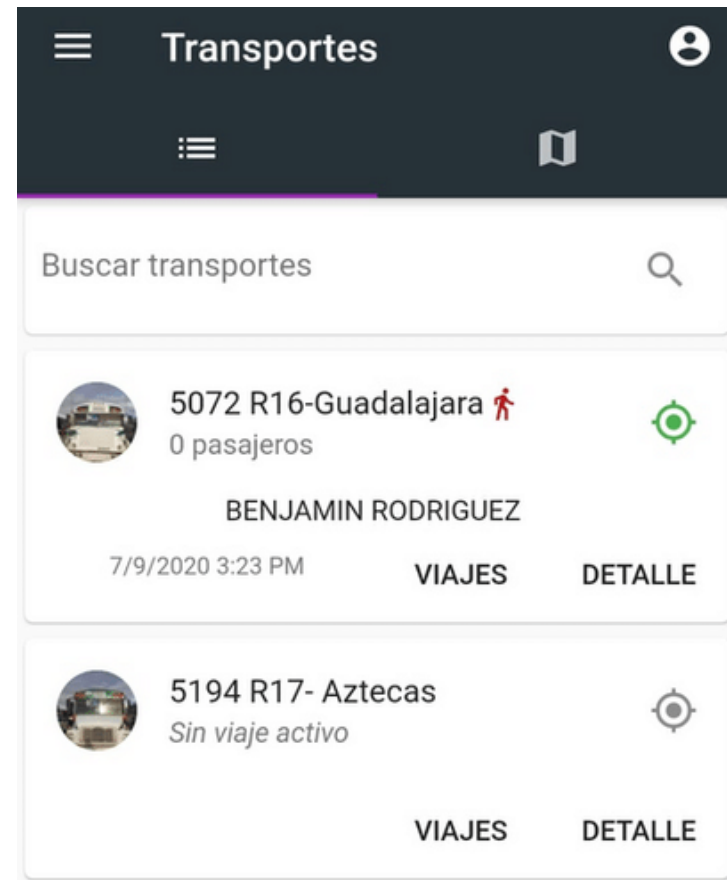 Transportes
Buscar transportes
5072 R16-Guadalajara
0 pasajeros
BENJAMIN RODRIGUEZ
7/9/2020 3:23 PM VIAJES DETALLE
5194 R17- Aztecas
Sin viaje activo
VIAJES DETALLE